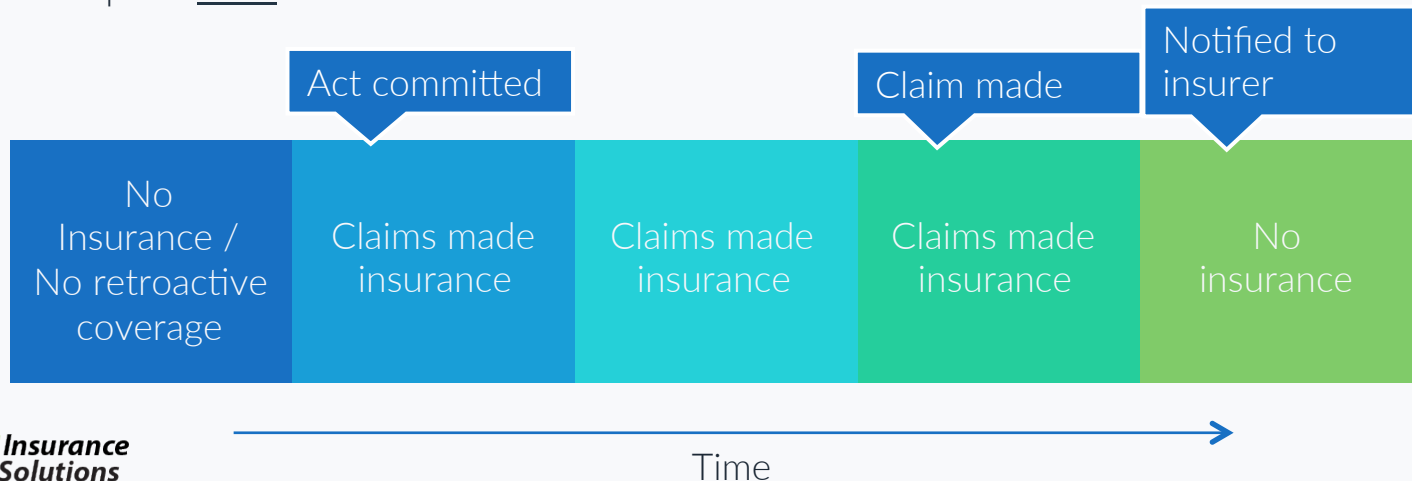 Act committed
Claim made
Notified to
insurer
No
Insurance /
No retroactive
coverage
Claims made
insurance
Claims made
insurance
Claims made
insurance
No
insurance
Insurance
Solutions
Time